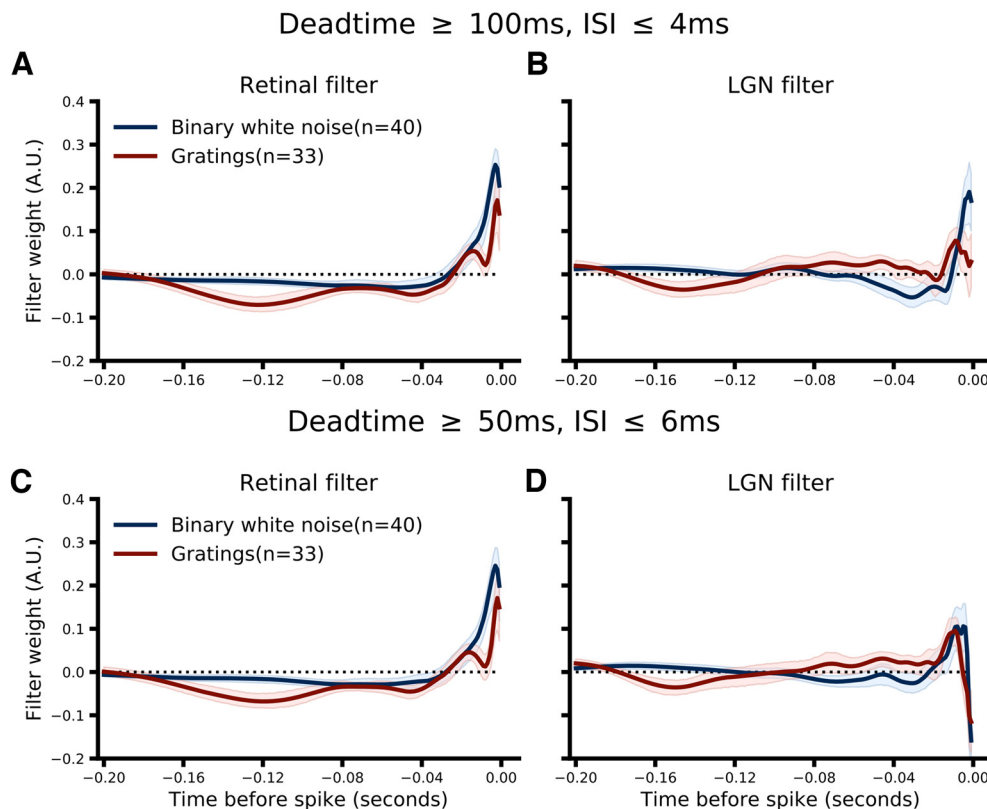 Deadtime ≥ 100ms, ISI ≤ 4ms
A
B
Retinal filter
LGN filter
0.4
0.3
0.2
0.1
0.0
−0.1
−0.2
Filter weight (A.U.)
Binary white noise(n=40)
Gratings(n=33)
−0.20 −0.16 −0.12 −0.08 −0.04 0.00
−0.20 −0.16 −0.12 −0.08 −0.04 0.00
Deadtime ≥ 50ms, ISI ≤ 6ms
C
D
Retinal filter
LGN filter
0.4
0.3
0.2
0.1
0.0
−0.1
−0.2
Filter weight (A.U.)
Binary white noise(n=40)
Gratings(n=33)
−0.20 −0.16 −0.12 −0.08 −0.04 0.00
−0.20 −0.16 −0.12 −0.08 −0.04 0.00
Time before spike (seconds)
Time before spike (seconds)